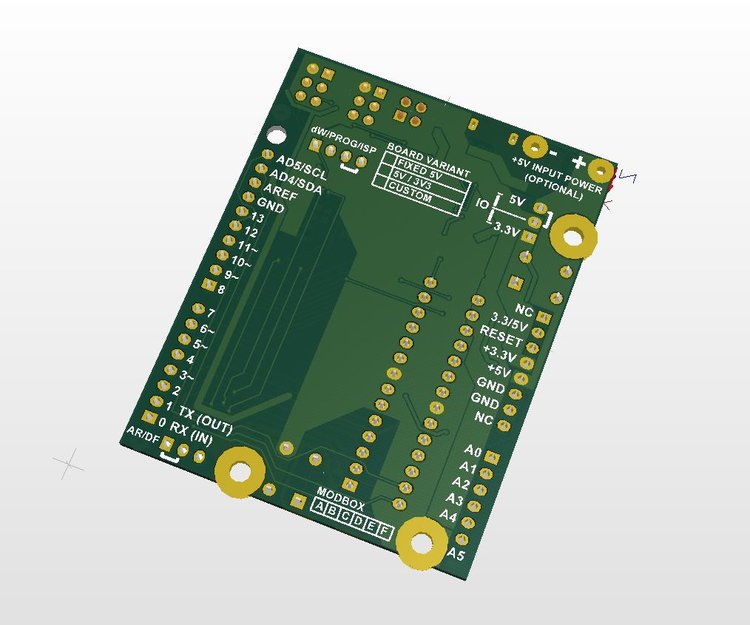 dW/PROG/ISP
BOARD VARIANT
FIXED 5V
5V / 3V3
CUSTOM
- +
+5V INPUT POWER
(OPTIONAL)
IO
5V
3.3V
AD5/SCL
AD4/SDA
AREF
GND
13
12
11~
10~
9~
8
7
6~
5~
4
3~
2
1 TX (OUT)
0 RX (IN)
AR/DF
NC
3.3/5V
RESET
+3.3V
+5V
GND
GND
NC
A0
A1
A2
A3
A4
A5
MODBOX
A B C D E F